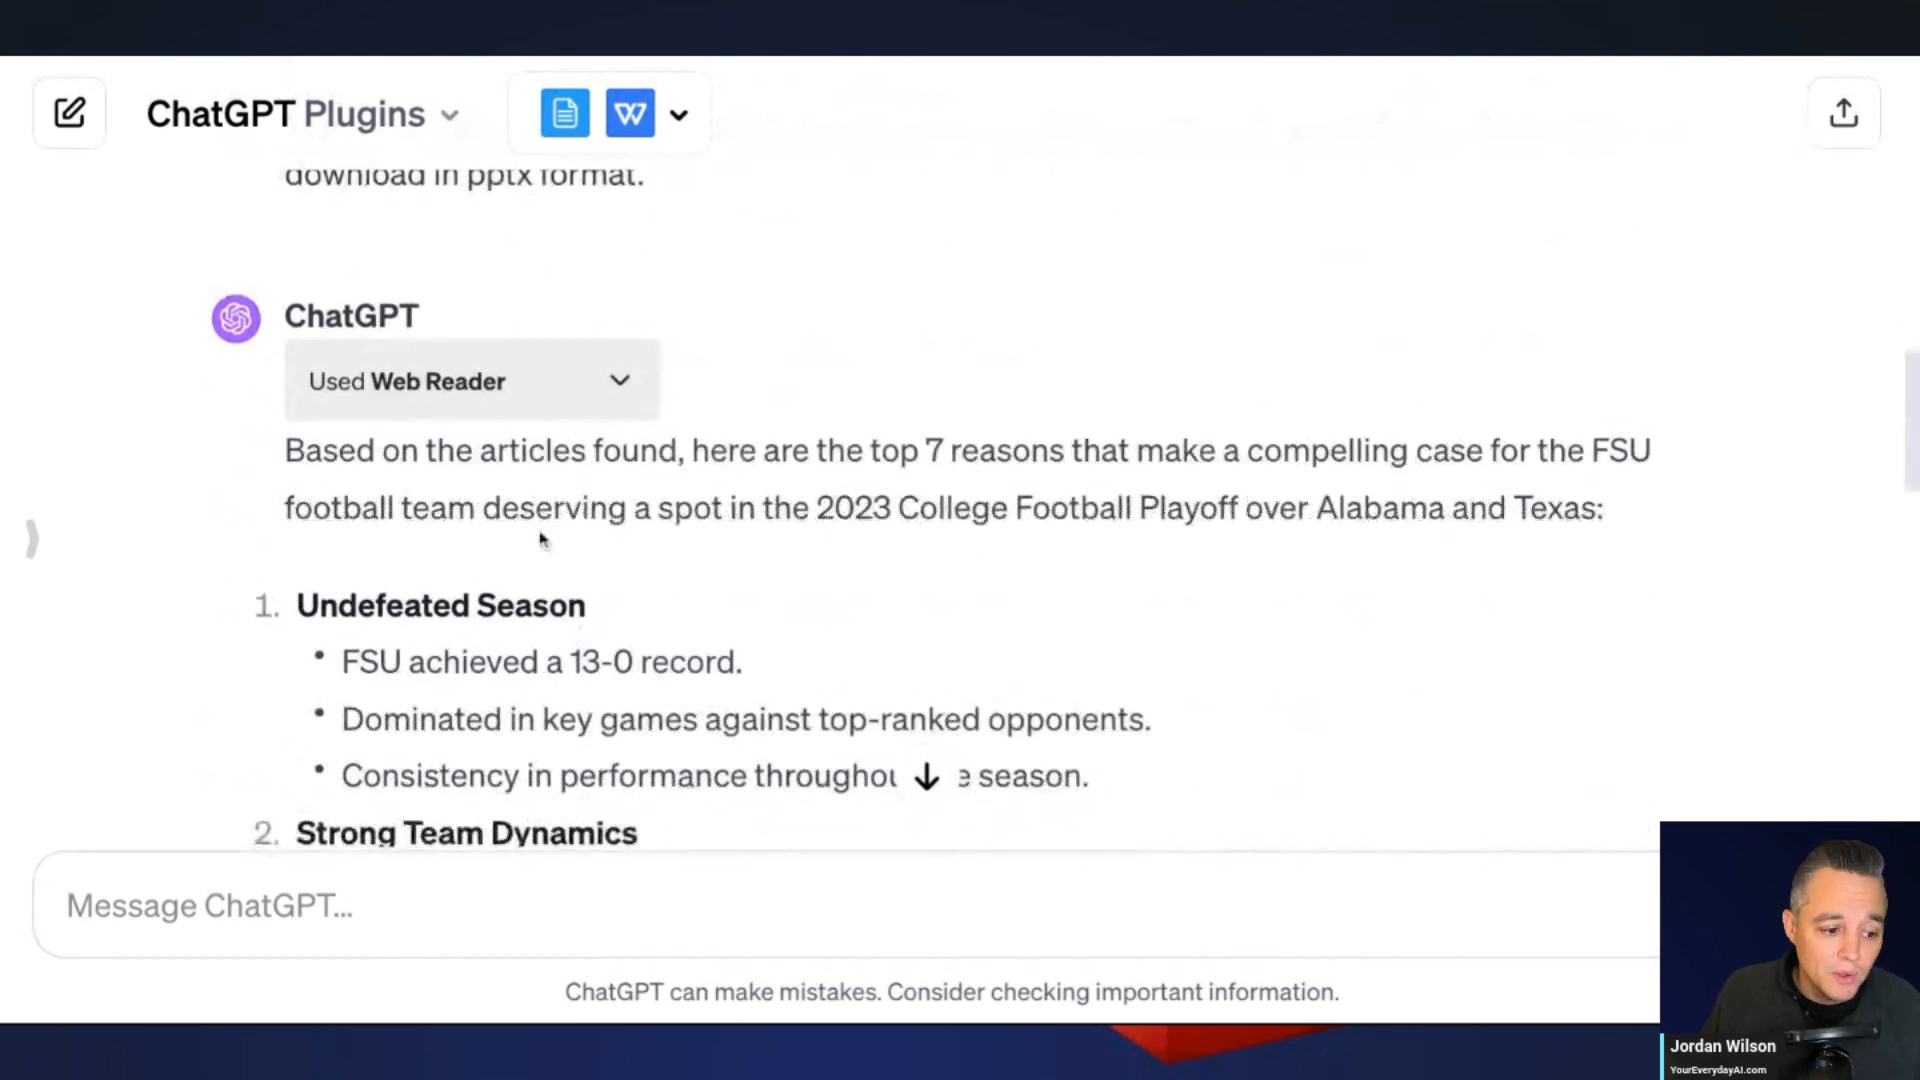 ChatGPT Plugins
download in pptx format.
ChatGPT
Used Web Reader
Based on the articles found, here are the top 7 reasons that make a compelling case for the FSU
football team deserving a spot in the 2023 College Football Playoff over Alabama and Texas:
1. Undefeated Season
• FSU achieved a 13-0 record.
• Dominated in key games against top-ranked opponents.
• Consistency in performance throughou e season.
2. Strong Team Dynamics
Message ChatGPT...
ChatGPT can make mistakes. Consider checking important information.
Jordan Wilson
YourEverydayAI.com